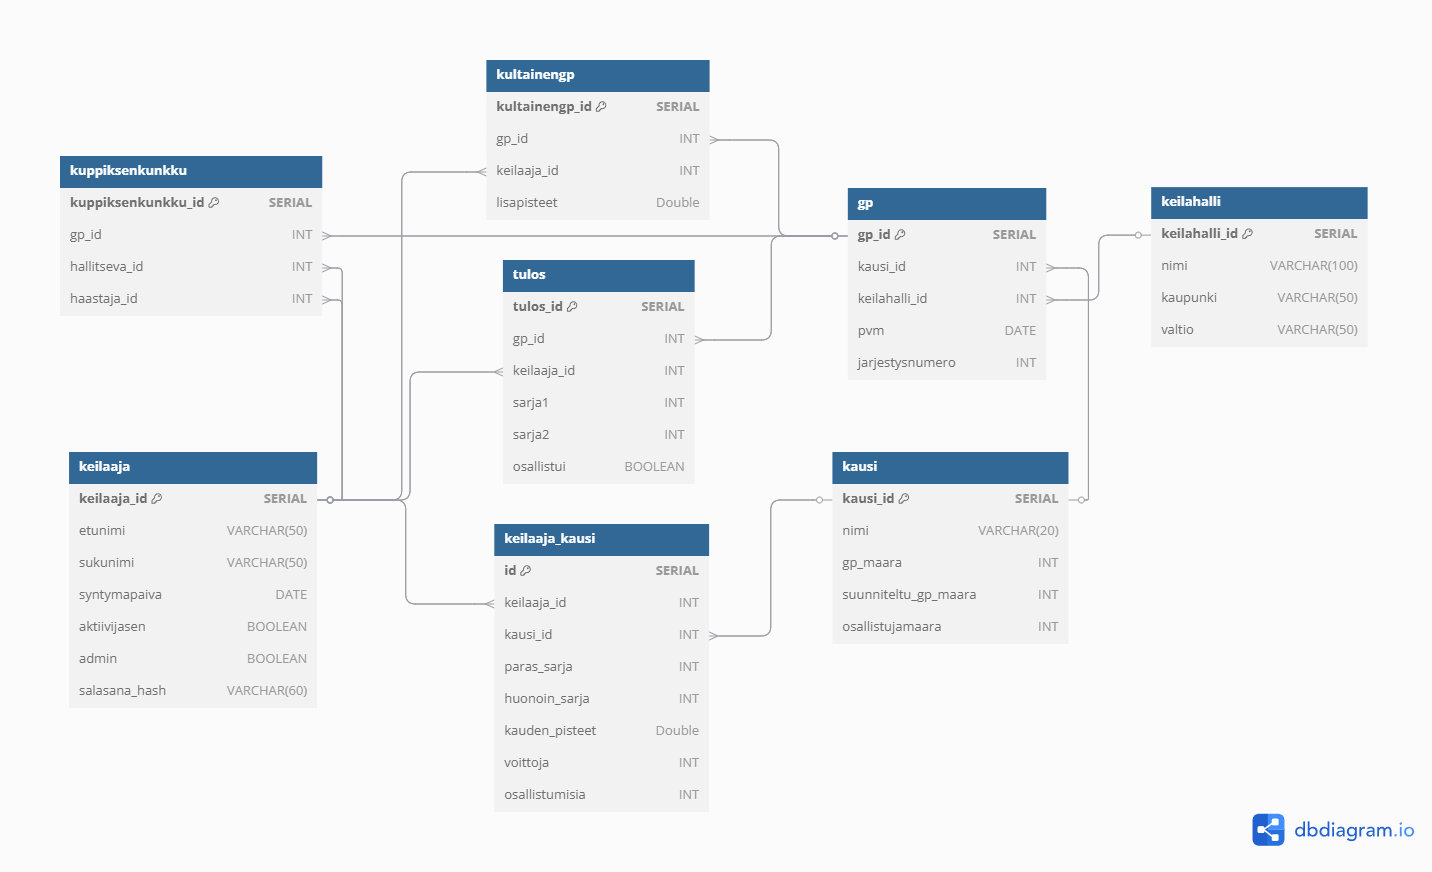 kultainengp
kultainengp_id SERIAL
gp_id INT
keilaaja_id INT
lisapisteet Double
kuppiksenkunkku
kuppiksenkunkku_id SERIAL
gp_id INT
hallitseva_id INT
haastaja_id INT
tulos
tulos_id SERIAL
gp_id INT
keilaaja_id INT
sarja1 INT
sarja2 INT
osallistui BOOLEAN
gp
gp_id SERIAL
kausi_id INT
keilahalli_id INT
pvm DATE
jarjestysnumero INT
keilahalli
keilahalli_id SERIAL
nimi VARCHAR(100)
kaupunki VARCHAR(50)
valtio VARCHAR(50)
keilaaja
keilaaja_id SERIAL
etunimi VARCHAR(50)
sukunimi VARCHAR(50)
syntymapaiva DATE
aktiivijasen BOOLEAN
admin BOOLEAN
salasana_hash VARCHAR(60)
keilaaja_kausi
id SERIAL
keilaaja_id INT
kausi_id INT
paras_sarja INT
huonoin_sarja INT
kauden_pisteet Double
voittoja INT
osallistumisia INT
kausi
kausi_id SERIAL
nimi VARCHAR(20)
gp_maara INT
suunniteltu_gp_maara INT
osallistujamaara INT
dbdiagram.io